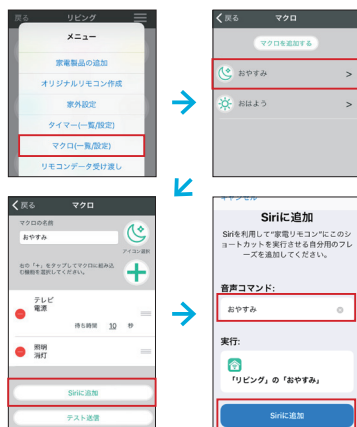 戻る
リビング
メニュー
家電製品の追加
オリジナルリモコン作成
家外設定
タイマー(一覧/設定)
マクロ(一覧/設定)
リモコンデータ受け渡し
戻る
マクロ
マクロを追加する
おやすみ
おはよう
戻る
マクロ
マクロの名前
おやすみ
アイコン選択
右の「+」をタップしてマクロに組み込
む機能を選択してください。
テレビ
電源
待ち時間 10 秒
照明
消灯
Siriに追加
テスト送信
キャンセル
Siriに追加
Siriを利用して"家電リモコン"にこのシ
ョートカットを実行させる自分用のフレ
ーズを追加してください。
音声コマンド:
おやすみ
実行:
「リビング」の「おやすみ」
Siriに追加